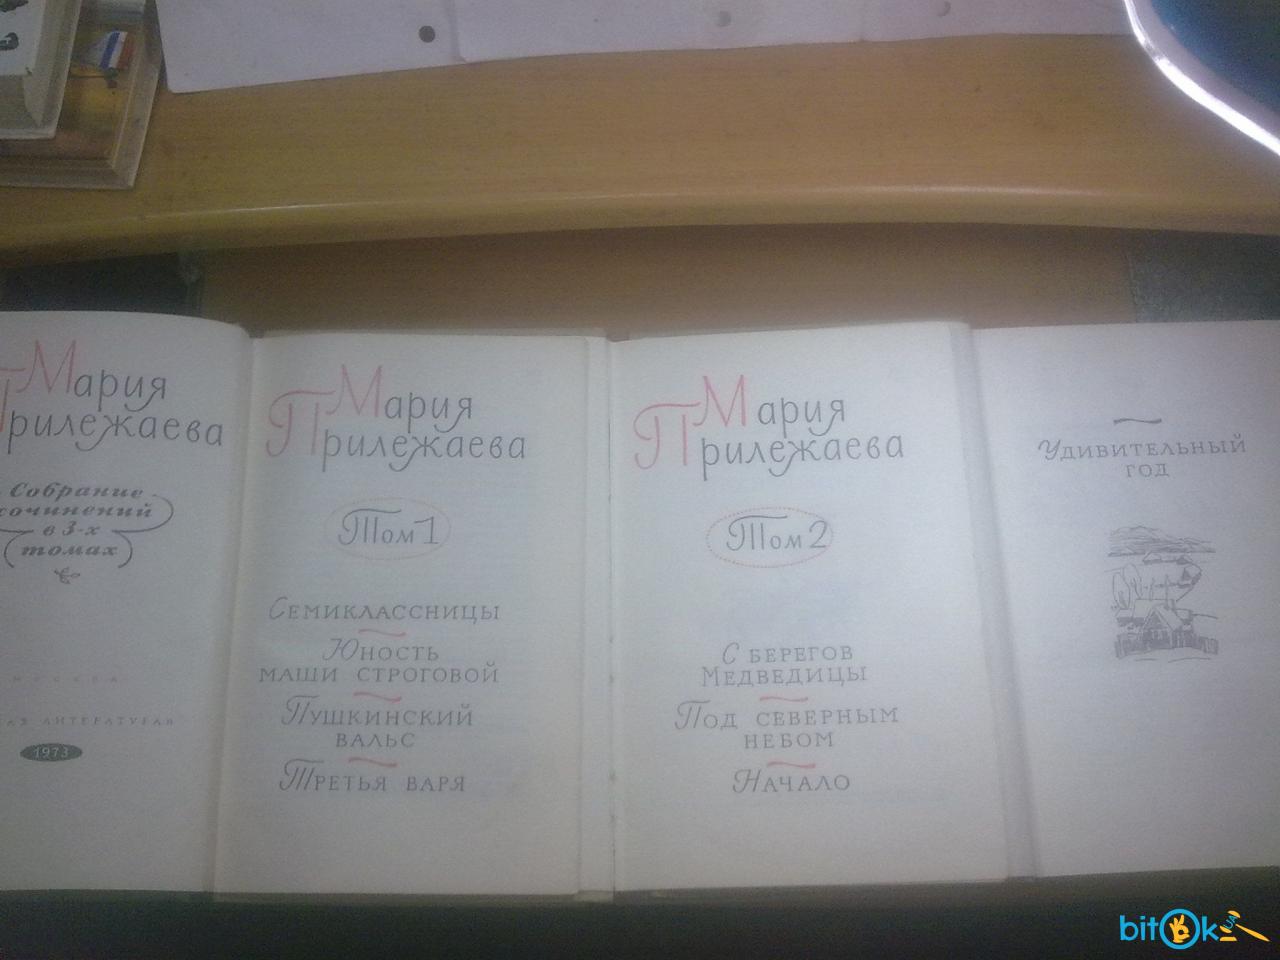 Мария
Прилежаева
Собрание
сочинений
в 3-х
томах
1973
Мария
Прилежаева
Том 1
Семиклассницы
Юность
маши строговой
Пушкинский
вальс
Третья варя
Мария
Прилежаева
Том 2
С берегов
Медведицы
Под северным
небом
Начало
Удивительный
год
bitOk
UA